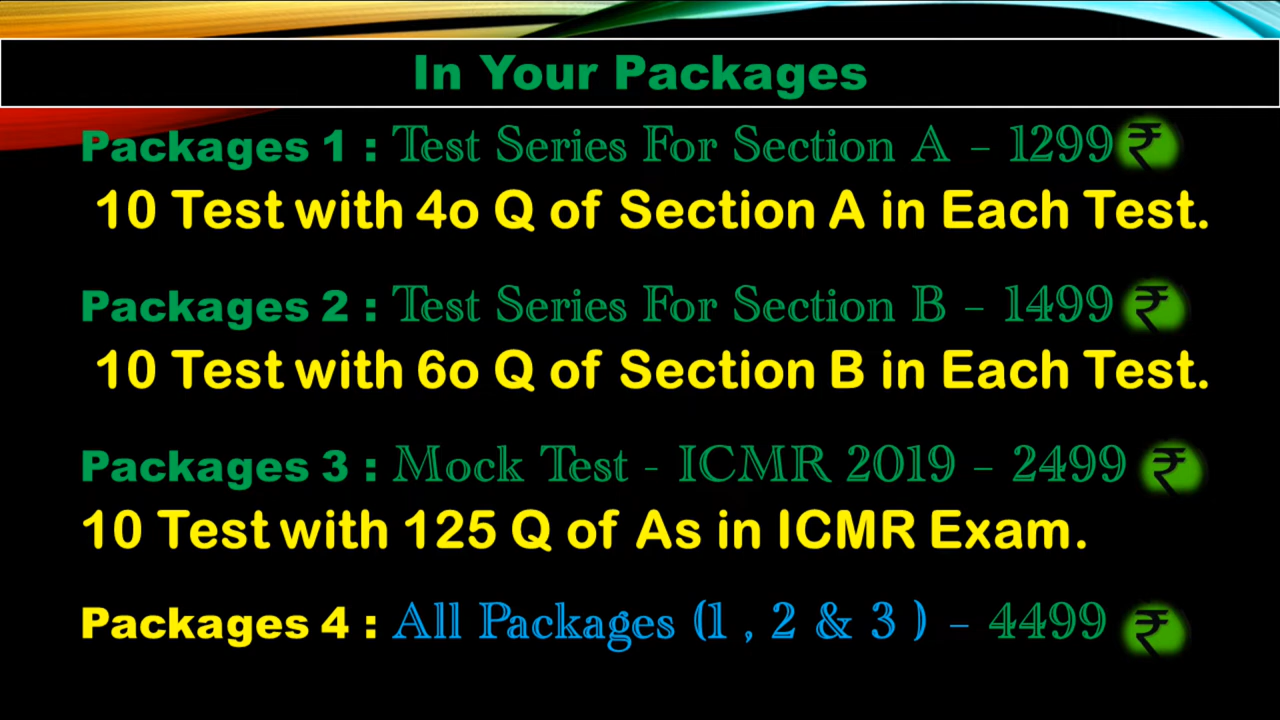 In Your Packages
Packages 1 : Test Series For Section A – 1299 ₹
10 Test with 4o Q of Section A in Each Test.
Packages 2 : Test Series For Section B – 1499 ₹
10 Test with 6o Q of Section B in Each Test.
Packages 3 : Mock Test - ICMR 2019 – 2499 ₹
10 Test with 125 Q of As in ICMR Exam.
Packages 4 : All Packages (1 , 2 & 3 ) – 4499 ₹